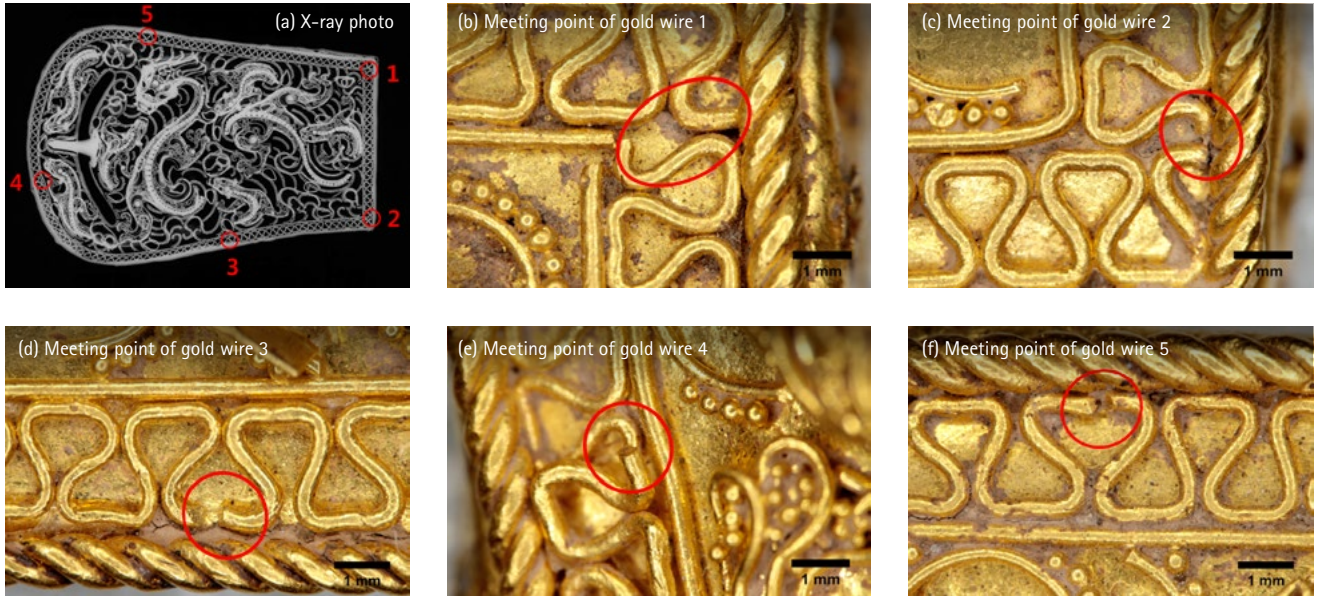 (a) X-ray photo
5
1
4
2
3
(b) Meeting point of gold wire 1
1 mm
(c) Meeting point of gold wire 2
1 mm
(d) Meeting point of gold wire 3
1 mm
(e) Meeting point of gold wire 4
1 mm
(f) Meeting point of gold wire 5
1 mm